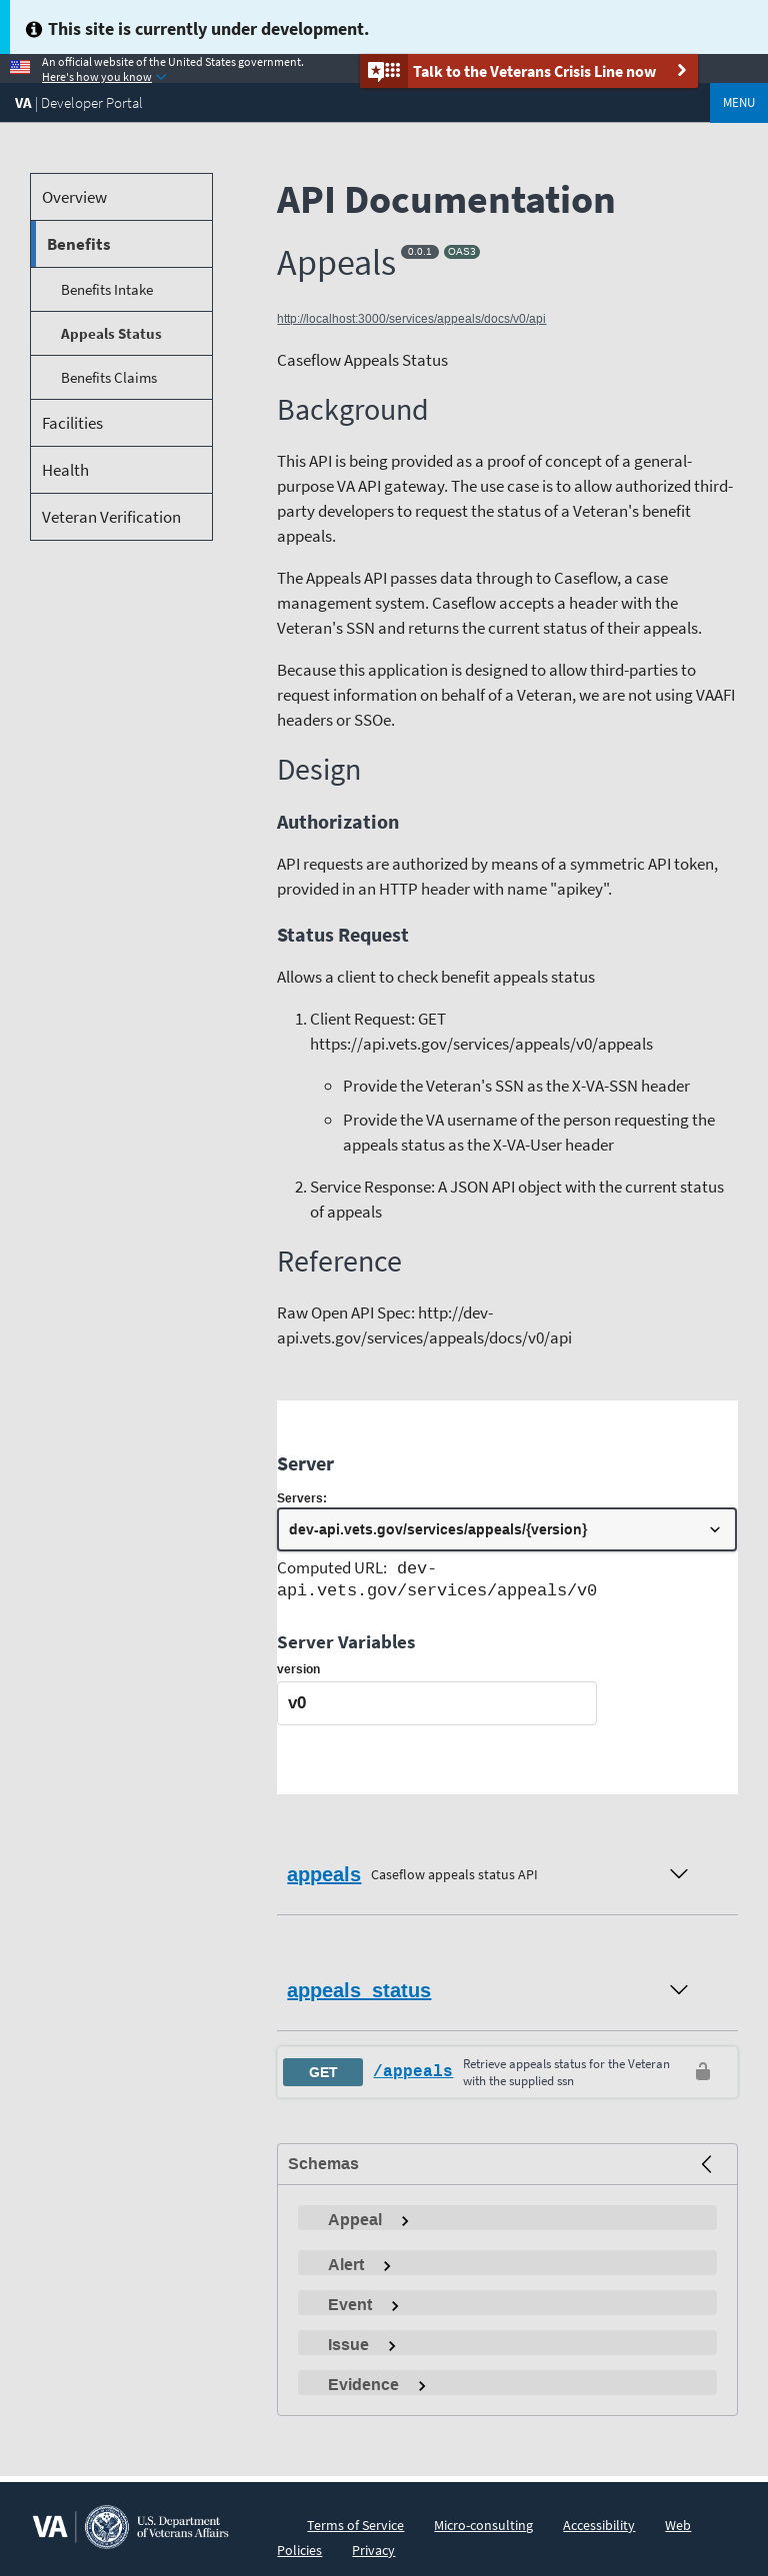 This site is currently under development.
An official website of the United States government.
Here's how you know
Talk to the Veterans Crisis Line now
VA | Developer Portal
MENU
Overview
Benefits
Benefits Intake
Appeals Status
Benefits Claims
Facilities
Health
Veteran Verification
API Documentation
Appeals 0.0.1 OAS3
http://localhost:3000/services/appeals/docs/v0/api
Caseflow Appeals Status
Background
This API is being provided as a proof of concept of a general-
purpose VA API gateway. The use case is to allow authorized third-
party developers to request the status of a Veteran's benefit
appeals.
The Appeals API passes data through to Caseflow, a case
management system. Caseflow accepts a header with the
Veteran's SSN and returns the current status of their appeals.
Because this application is designed to allow third-parties to
request information on behalf of a Veteran, we are not using VAAFI
headers or SSOe.
Design
Authorization
API requests are authorized by means of a symmetric API token,
provided in an HTTP header with name "apikey".
Status Request
Allows a client to check benefit appeals status
1. Client Request: GET
https://api.vets.gov/services/appeals/v0/appeals
Provide the Veteran's SSN as the X-VA-SSN header
Provide the VA username of the person requesting the
appeals status as the X-VA-User header
2. Service Response: A JSON API object with the current status
of appeals
Reference
Raw Open API Spec: http://dev-
api.vets.gov/services/appeals/docs/v0/api
Server
Servers:
dev-api.vets.gov/services/appeals/{version}
Computed URL: dev-
api.vets.gov/services/appeals/v0
Server Variables
version
v0
appeals Caseflow appeals status API
appeals_status
GET /appeals Retrieve appeals status for the Veteran
with the supplied ssn
Schemas
Appeal
Alert
Event
Issue
Evidence
VA U.S. Department
of Veterans Affairs
Terms of Service Micro-consulting Accessibility Web
Policies Privacy